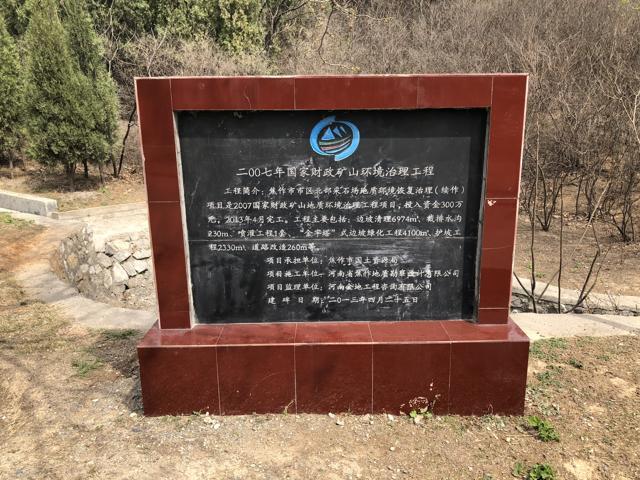 二00七年国家财政矿山环境治理工程
工程简介：焦作市市区北部采石场地质环境恢复治理（续作）
项目是2007国家财政矿山地质环境治理工程项目，投入资金300万
元，2013年4月完工。工程主要包括：边坡清理6974㎡、截排水沟
230m、喷灌工程1套、“金字塔”式边坡绿化工程4100㎡、护坡工
程2330㎡、道路改造260m等。
项目承担单位：焦作市国土资源局
项目施工单位：河南省焦作地质勘察设计有限公司
项目监理单位：河南金地工程咨询有限公司
建碑日期：二0一三年四月二十五日